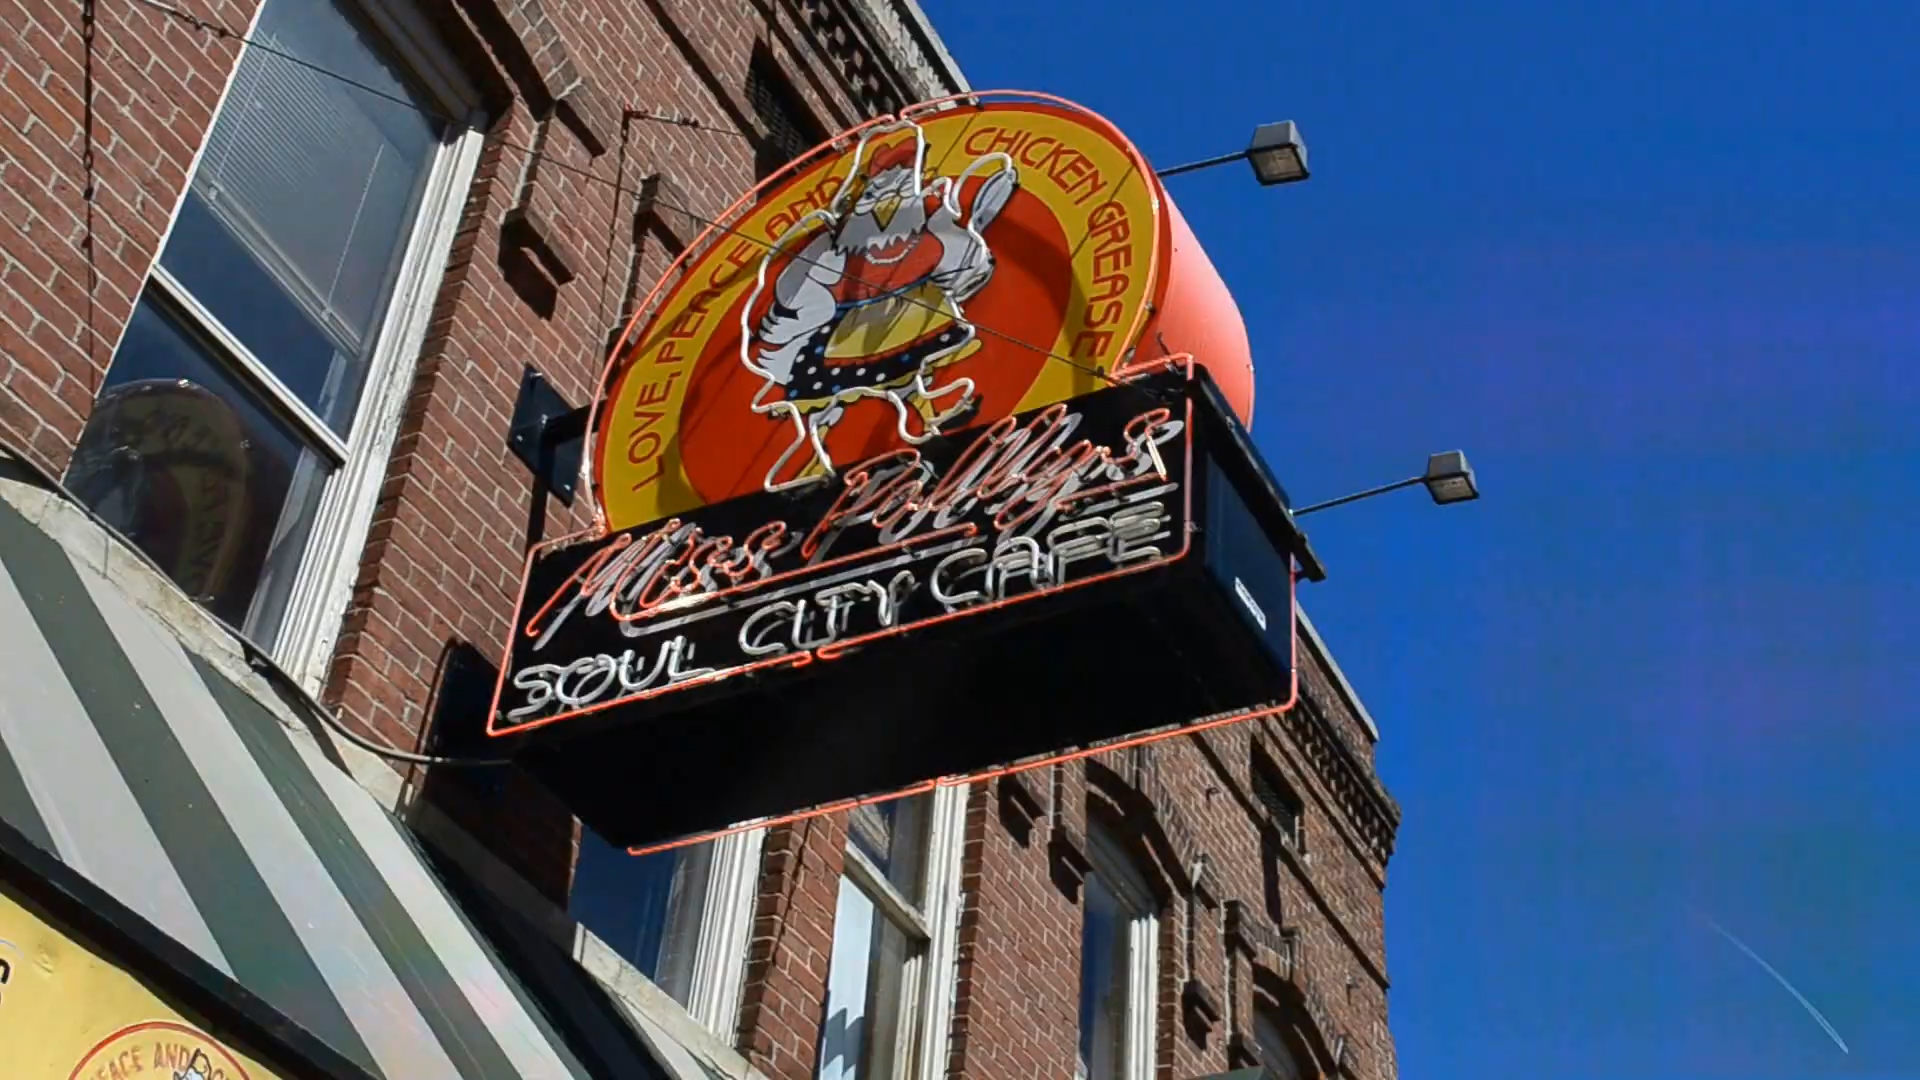 LOVE, PEACE AND CHICKEN GREASE
Miss Polly's
SOUL CITY CAFE
PEACE AND